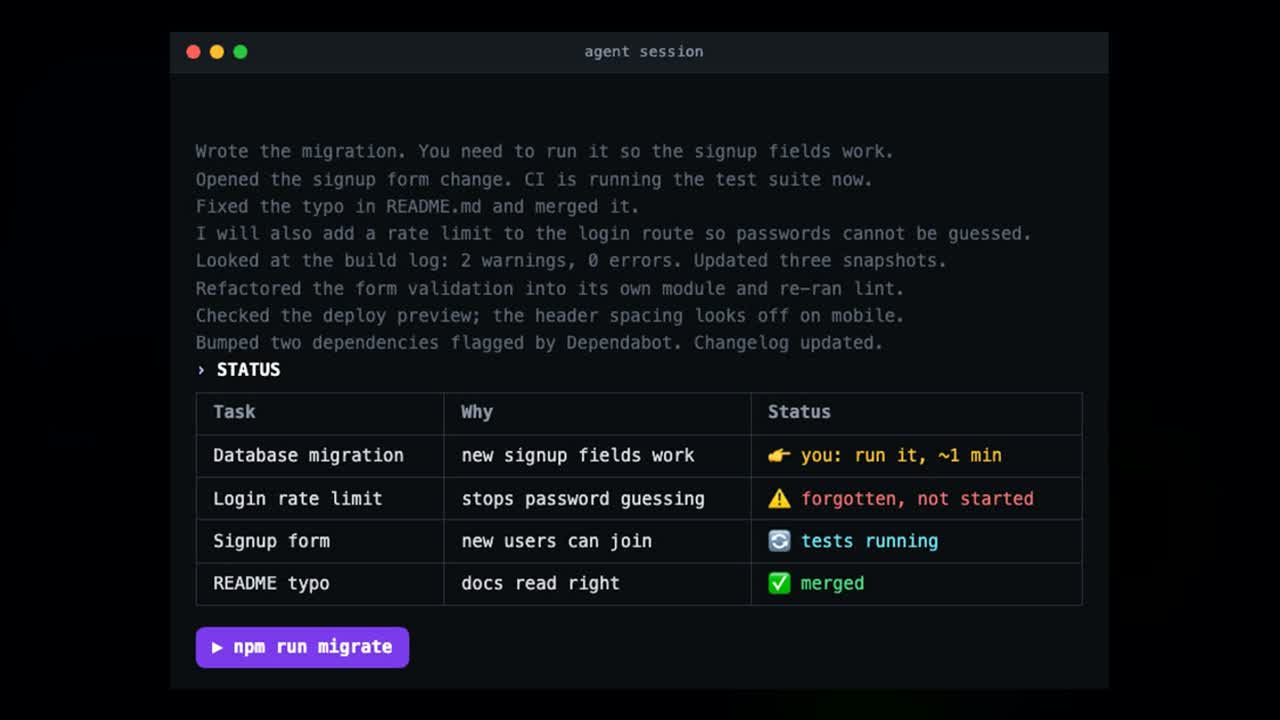 agent session
Wrote the migration. You need to run it so the signup fields work.
Opened the signup form change. CI is running the test suite now.
Fixed the typo in README.md and merged it.
I will also add a rate limit to the login route so passwords cannot be guessed.
Looked at the build log: 2 warnings, 0 errors. Updated three snapshots.
Refactored the form validation into its own module and re-ran lint.
Checked the deploy preview; the header spacing looks off on mobile.
Bumped two dependencies flagged by Dependabot. Changelog updated.
› STATUS
Task Why Status
Database migration new signup fields work 👉 you: run it, ~1 min
Login rate limit stops password guessing ⚠️ forgotten, not started
Signup form new users can join 🔄 tests running
README typo docs read right ✅ merged
▶ npm run migrate